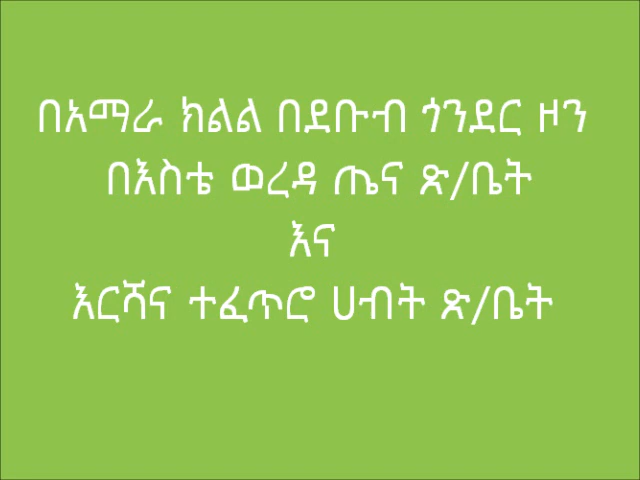 በአማራ ክልል በደቡብ ጎንደር ዞን
በእስቴ ወረዳ ጤና ጽ/ቤት
እና
እርሻና ተፈጥሮ ሀብት ጽ/ቤት